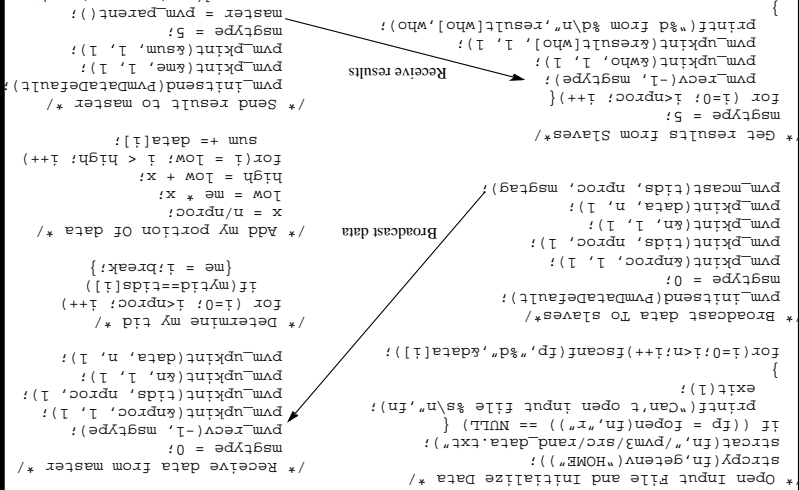 /* Open Input File and Initialize Data */
strcpy(fn,getenv("HOME"));
strcat(fn,"/pvm3/src/rand_data.txt");
if ((fp = fopen(fn,"r")) == NULL) {
printf("Can't open input file %s\n",fn);
exit(1);
}
for(i=0;i<n;i++)fscanf(fp,"%d",&data[i]);
* Broadcast data To slaves*/
pvm_initsend(PvmDataDefault);
msgtype = 0;
pvm_pkint(&nproc, 1, 1);
pvm_pkint(tids, nproc, 1);
pvm_pkint(&n, 1, 1);
pvm_pkint(data, n, 1);
pvm_mcast(tids, nproc, msgtag);
* Get results from Slaves*/
msgtype = 5;
for (i=0; i<nproc; i++){
pvm_recv(-1, msgtype);
pvm_upkint(&who, 1, 1);
pvm_upkint(&result[who], 1, 1);
printf("%d from %d\n",result[who],who);
}
Broadcast data
Receive results
/* Receive data from master */
msgtype = 0;
pvm_recv(-1, msgtype);
pvm_upkint(&nproc, 1, 1);
pvm_upkint(tids, nproc, 1);
pvm_upkint(&n, 1, 1);
pvm_upkint(data, n, 1);
/* Determine my tid */
for (i=0; i<nproc; i++)
if(mytid==tids[i])
{me = i;break;}
/* Add my portion Of data */
x = n/nproc;
low = me * x;
high = low + x;
for(i = low; i < high; i++)
sum += data[i];
/* Send result to master */
pvm_initsend(PvmDataDefault);
pvm_pkint(&me, 1, 1);
pvm_pkint(&sum, 1, 1);
msgtype = 5;
master = pvm_parent();